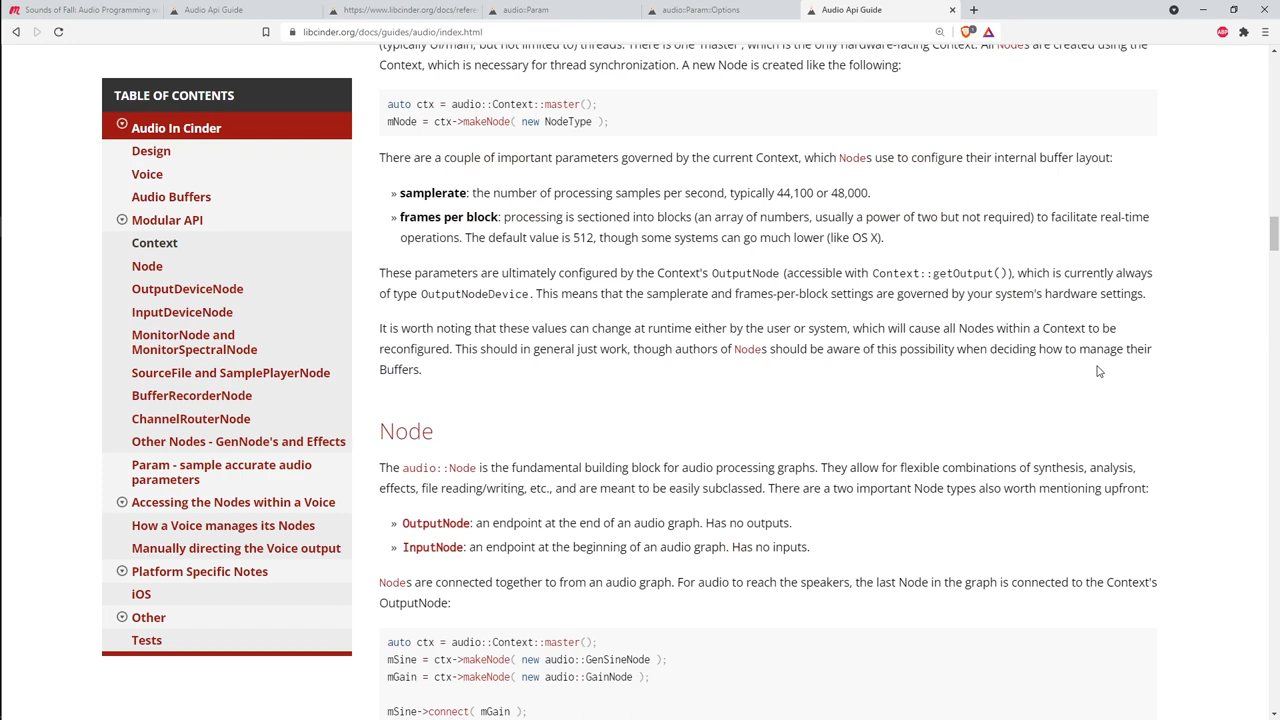 Sounds of Fall: Audio Programming w
Audio Api Guide
https://www.libcinder.org/docs/refere
audio::Param
audio::Param::Options
Audio Api Guide
libcinder.org/docs/guides/audio/index.html
TABLE OF CONTENTS
Audio In Cinder
Design
Voice
Audio Buffers
Modular API
Context
Node
OutputDeviceNode
InputDeviceNode
MonitorNode and
MonitorSpectralNode
SourceFile and SamplePlayerNode
BufferRecorderNode
ChannelRouterNode
Other Nodes - GenNode's and Effects
Param - sample accurate audio
parameters
Accessing the Nodes within a Voice
How a Voice manages its Nodes
Manually directing the Voice output
Platform Specific Notes
iOS
Other
Tests
(typically UI/main, but not limited to) threads. There is one 'master', which is the only hardware-facing Context. All Nodes are created using the
Context, which is necessary for thread synchronization. A new Node is created like the following:
auto ctx = audio::Context::master();
mNode = ctx->makeNode( new NodeType );
There are a couple of important parameters governed by the current Context, which Nodes use to configure their internal buffer layout:
» samplerate: the number of processing samples per second, typically 44,100 or 48,000.
» frames per block: processing is sectioned into blocks (an array of numbers, usually a power of two but not required) to facilitate real-time
operations. The default value is 512, though some systems can go much lower (like OS X).
These parameters are ultimately configured by the Context's OutputNode (accessible with Context::getOutput()), which is currently always
of type OutputNodeDevice. This means that the samplerate and frames-per-block settings are governed by your system's hardware settings.
It is worth noting that these values can change at runtime either by the user or system, which will cause all Nodes within a Context to be
reconfigured. This should in general just work, though authors of Nodes should be aware of this possibility when deciding how to manage their
Buffers.
Node
The audio::Node is the fundamental building block for audio processing graphs. They allow for flexible combinations of synthesis, analysis,
effects, file reading/writing, etc., and are meant to be easily subclassed. There are a two important Node types also worth mentioning upfront:
» OutputNode: an endpoint at the end of an audio graph. Has no outputs.
» InputNode: an endpoint at the beginning of an audio graph. Has no inputs.
Nodes are connected together to from an audio graph. For audio to reach the speakers, the last Node in the graph is connected to the Context's
OutputNode:
auto ctx = audio::Context::master();
mSine = ctx->makeNode( new audio::GenSineNode );
mGain = ctx->makeNode( new audio::GainNode );
mSine->connect( mGain );